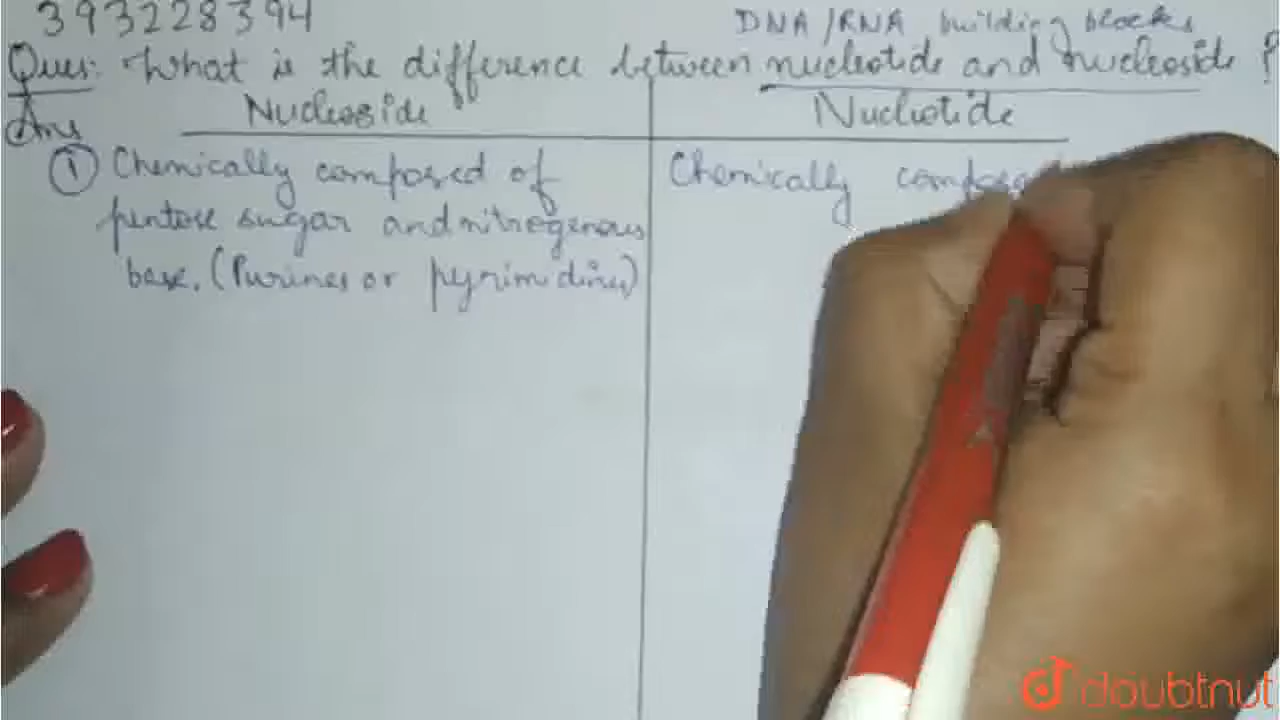 393228394
DNA/RNA building blocks
Ques: What is the difference between nucleotide and nucleoside ?
Ans
Nucleoside
Nucleotide
① Chemically composed of
pentose sugar and nitrogenous
base. (Purines or pyrimidines)
Chemically compose
doubtnut